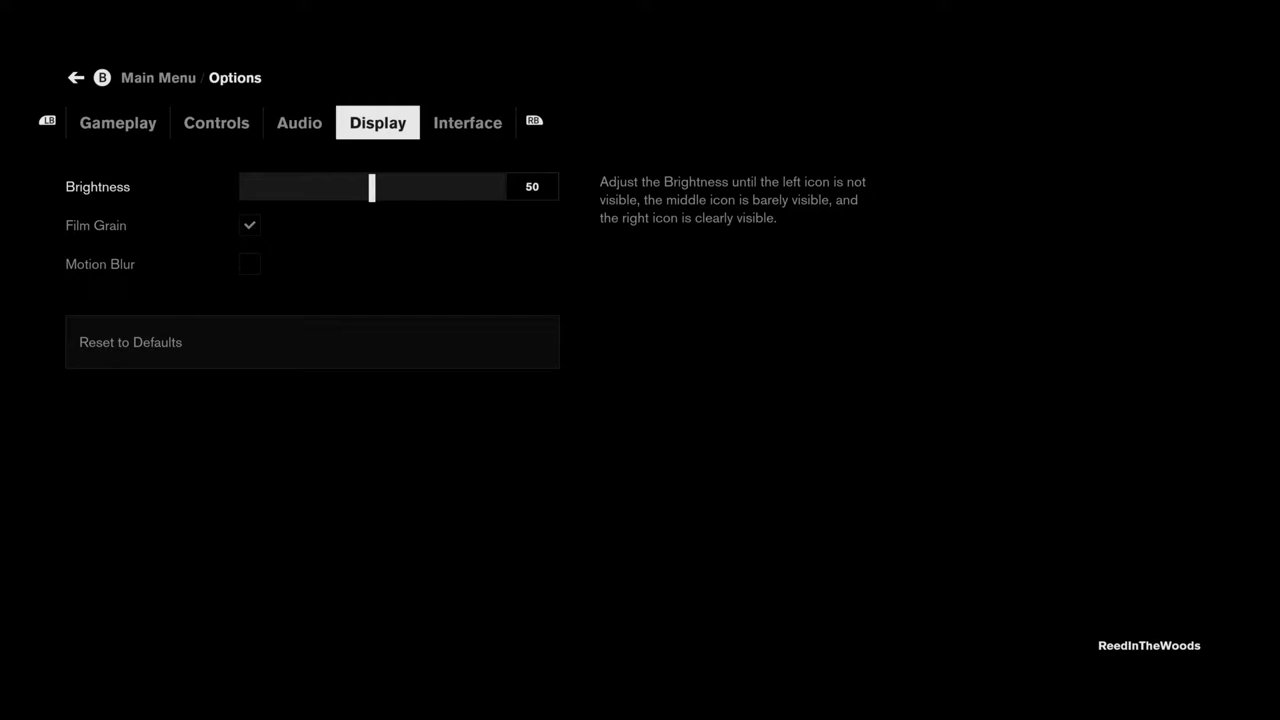 B Main Menu / Options
LB Gameplay Controls Audio Display Interface RB
Brightness 50
Film Grain
Motion Blur
Reset to Defaults
Adjust the Brightness until the left icon is not
visible, the middle icon is barely visible, and
the right icon is clearly visible.
ReedInTheWoods